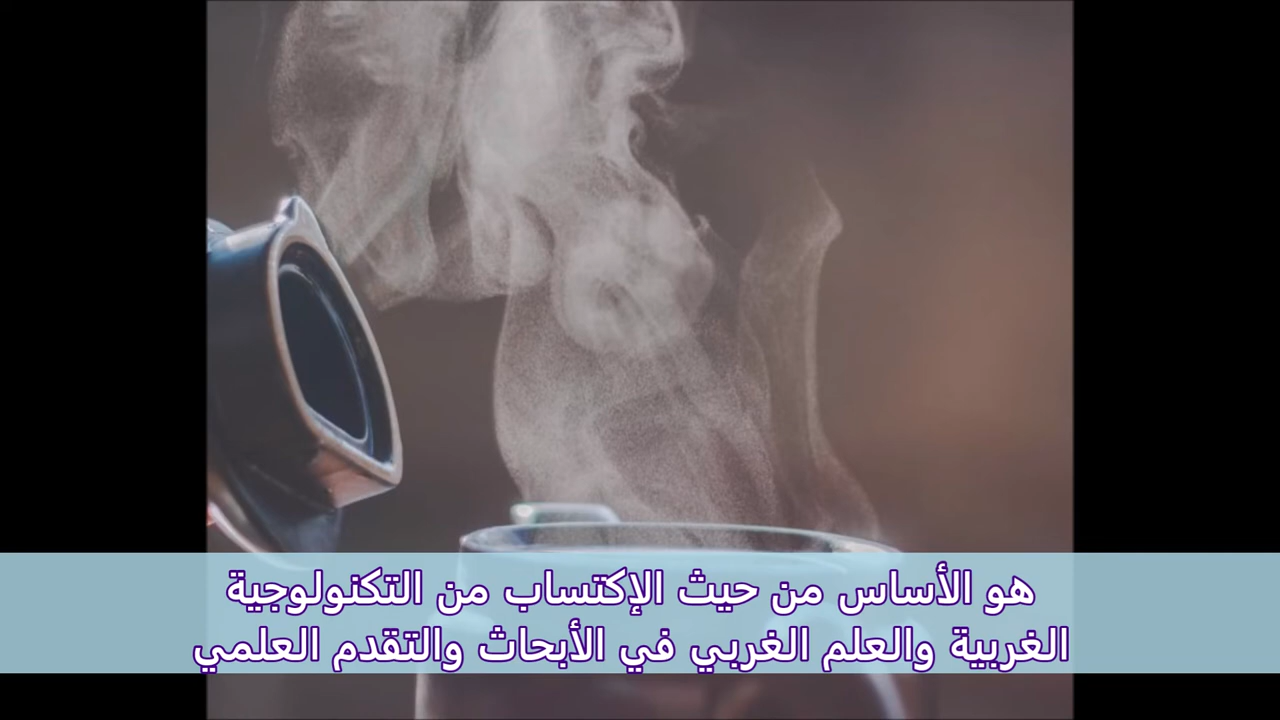 هو الأساس من حيث الإكتساب من التكنولوجية
الغربية والعلم الغربي في الأبحاث والتقدم العلمي